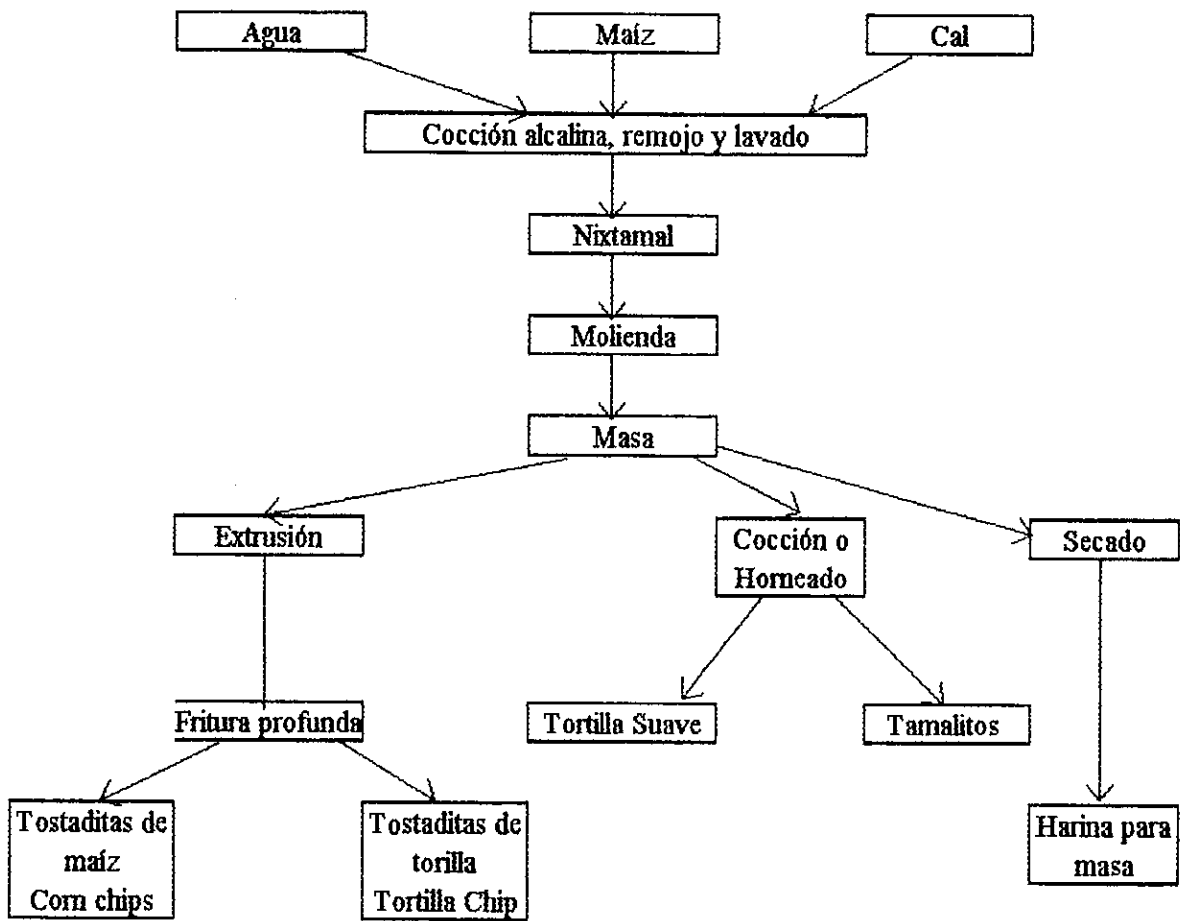 Agua
Maíz
Cal
Cocción alcalina, remojo y lavado
Nixtamal
Molienda
Masa
Extrusión
Cocción o
Horneado
Secado
Fritura profunda
Tortilla Suave
Tamalitos
Tostaditas de
maíz
Corn chips
Tostaditas de
torilla
Tortilla Chip
Harina para
masa